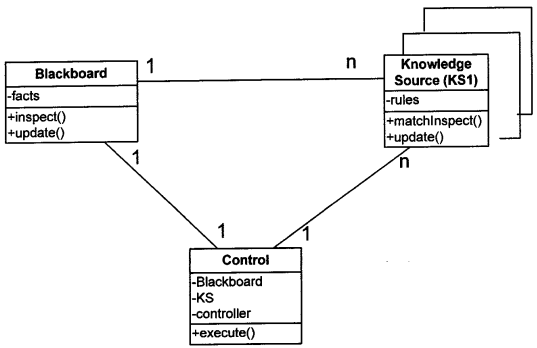 Blackboard
-facts
+inspect()
+update()
1
n
Knowledge
Source (KS1)
-rules
+matchInspect()
+update()
1
n
1
1
Control
-Blackboard
-KS
-controller
+execute()